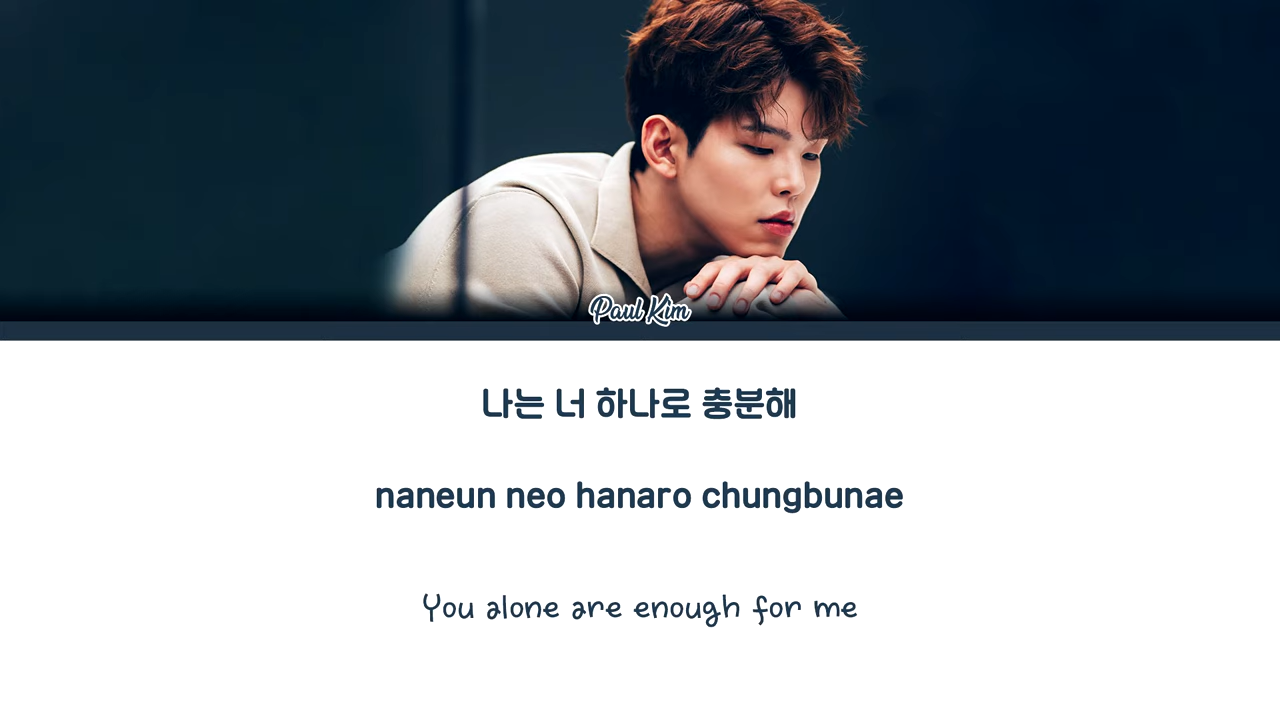 Paul Kim
나는 너 하나로 충분해
naneun neo hanaro chungbunae
You alone are enough for me